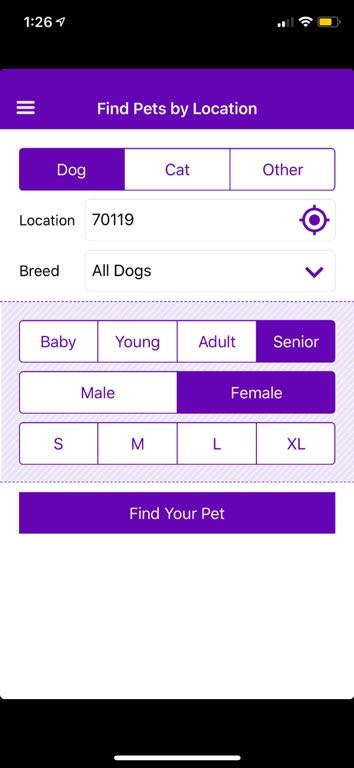 1:26
Find Pets by Location
Dog Cat Other
Location 70119
Breed All Dogs
Baby Young Adult Senior
Male Female
S M L XL
Find Your Pet